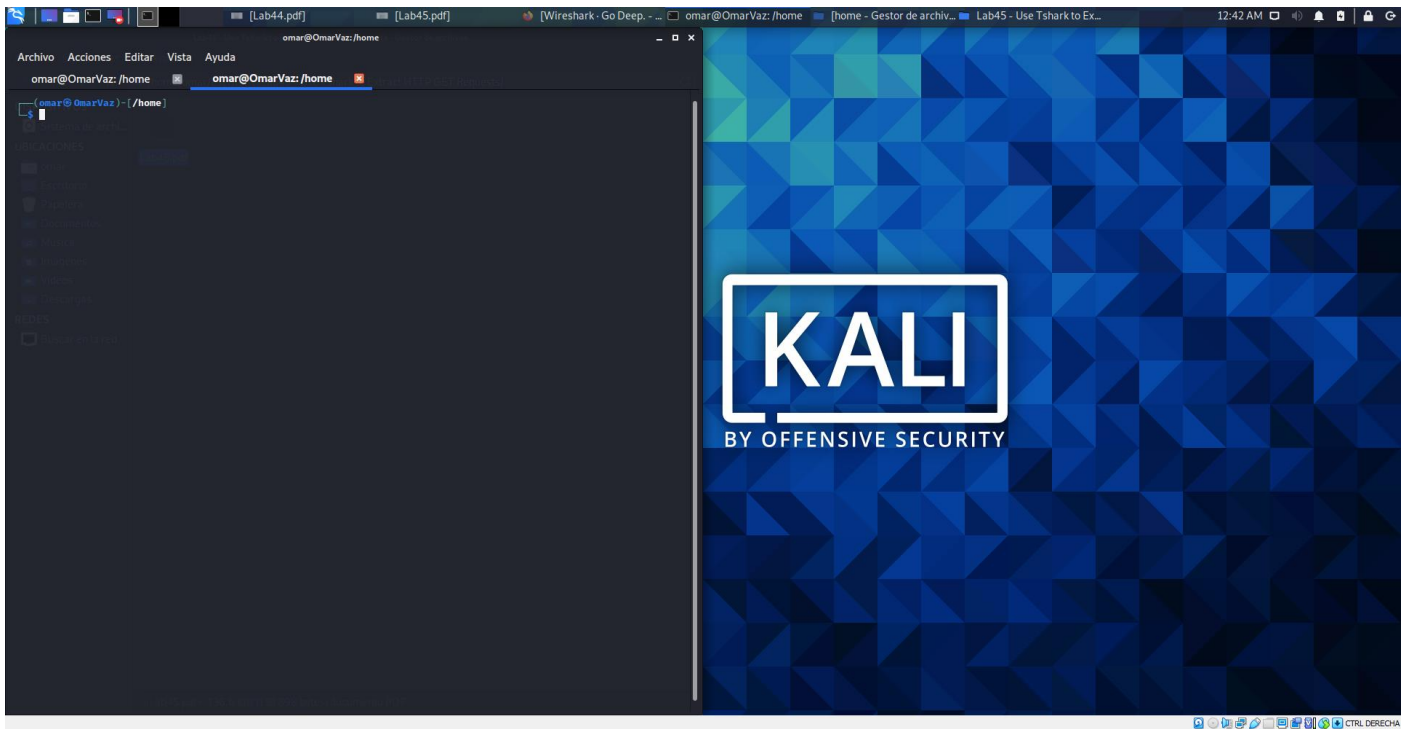 [Lab44.pdf] [Lab45.pdf] [Wireshark · Go Deep. - ... omar@OmarVaz: /home [home - Gestor de archiv... Lab45 - Use Tshark to Ex... 12:42 AM
omar@OmarVaz: /home
Archivo Acciones Editar Vista Ayuda
omar@OmarVaz: /home omar@OmarVaz: /home
(omar㉿OmarVaz)-[/home]
$
UBICACIONES
REDES
KALI
BY OFFENSIVE SECURITY
CTRL DERECHA